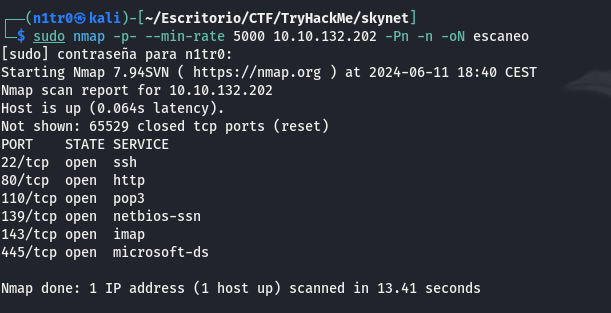 ┌──(n1tr0㉿kali)-[~/Escritorio/CTF/TryHackMe/skynet]
└─$ sudo nmap -p- --min-rate 5000 10.10.132.202 -Pn -n -oN escaneo
[sudo] contraseña para n1tr0:
Starting Nmap 7.94SVN ( https://nmap.org ) at 2024-06-11 18:40 CEST
Nmap scan report for 10.10.132.202
Host is up (0.064s latency).
Not shown: 65529 closed tcp ports (reset)
PORT    STATE SERVICE
22/tcp  open  ssh
80/tcp  open  http
110/tcp open  pop3
139/tcp open  netbios-ssn
143/tcp open  imap
445/tcp open  microsoft-ds
Nmap done: 1 IP address (1 host up) scanned in 13.41 seconds